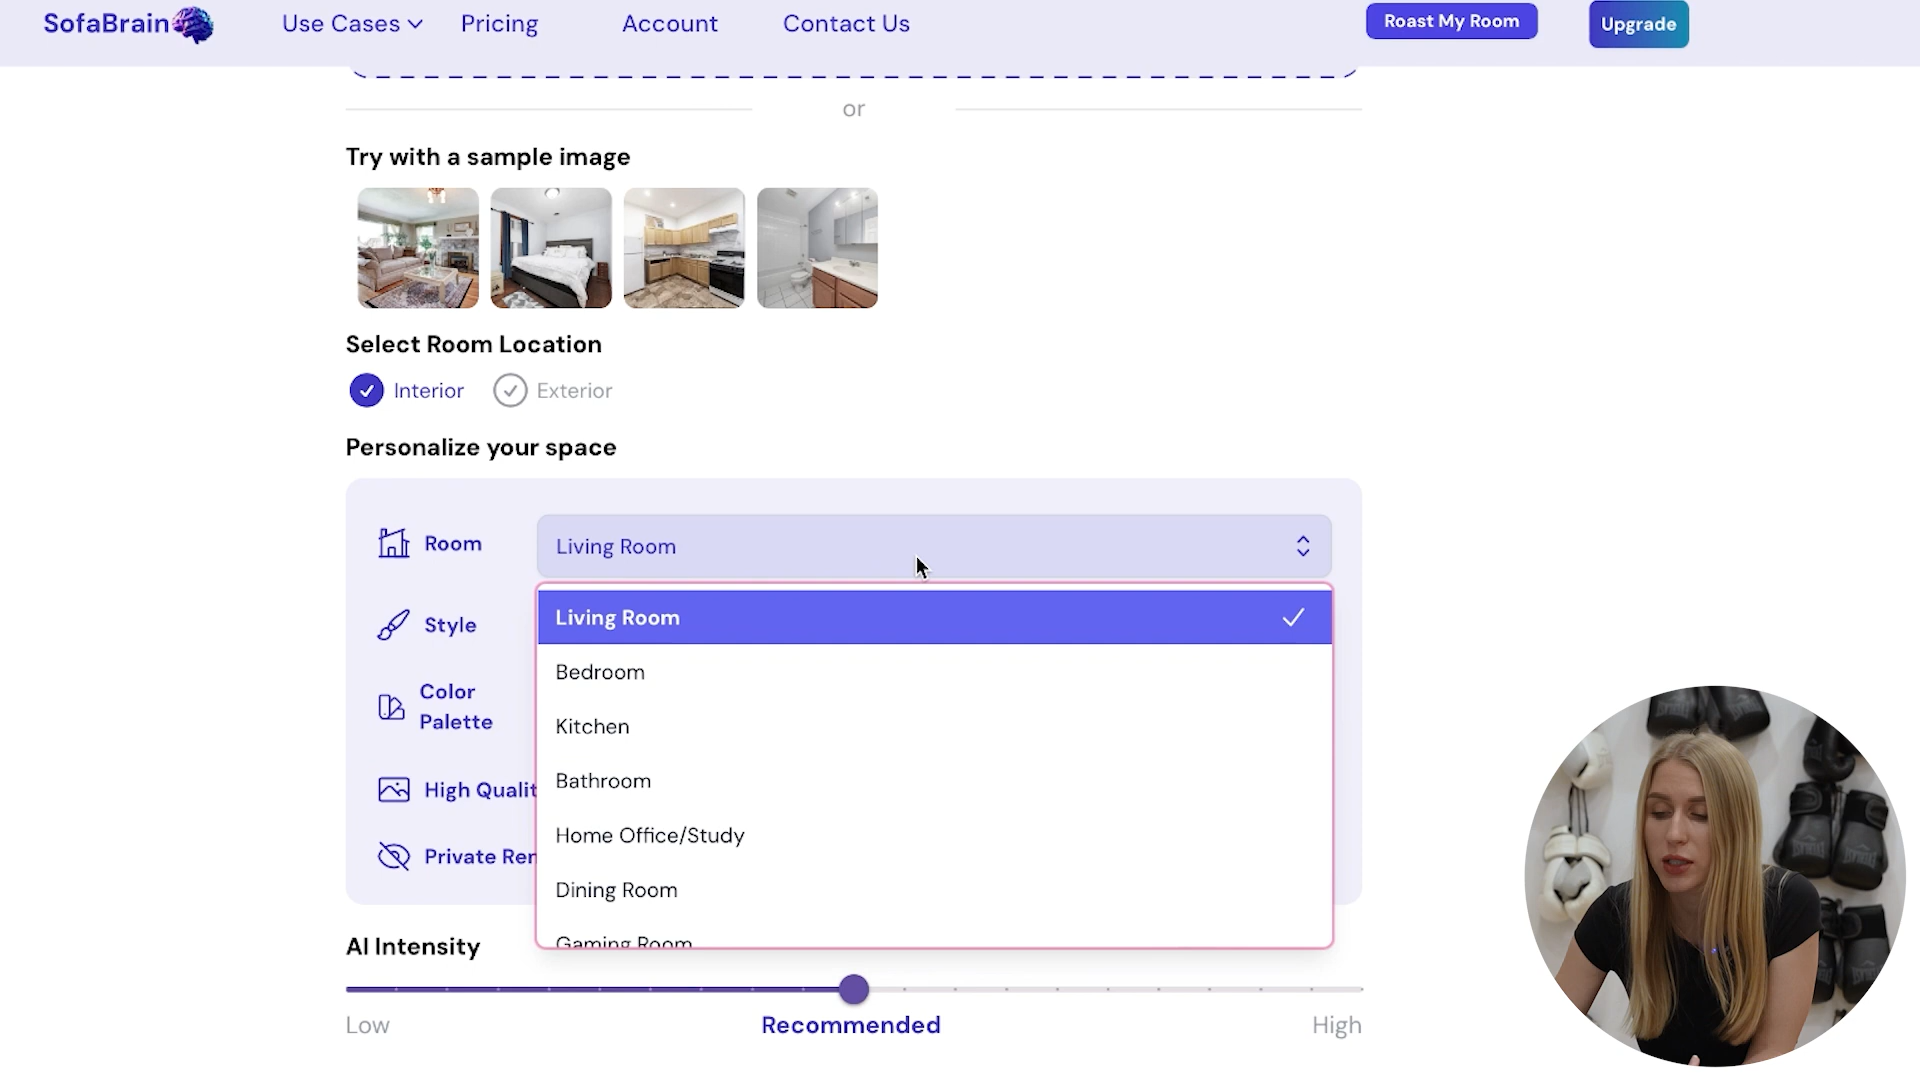 SofaBrain
Use Cases
Pricing
Account
Contact Us
Roast My Room
Upgrade
or
Try with a sample image
Select Room Location
Interior
Exterior
Personalize your space
Room
Living Room
Living Room
Style
Bedroom
Color
Palette
Kitchen
Bathroom
High Qualit
Home Office/Study
Private Ren
Dining Room
Gaming Room
AI Intensity
Low
Recommended
High